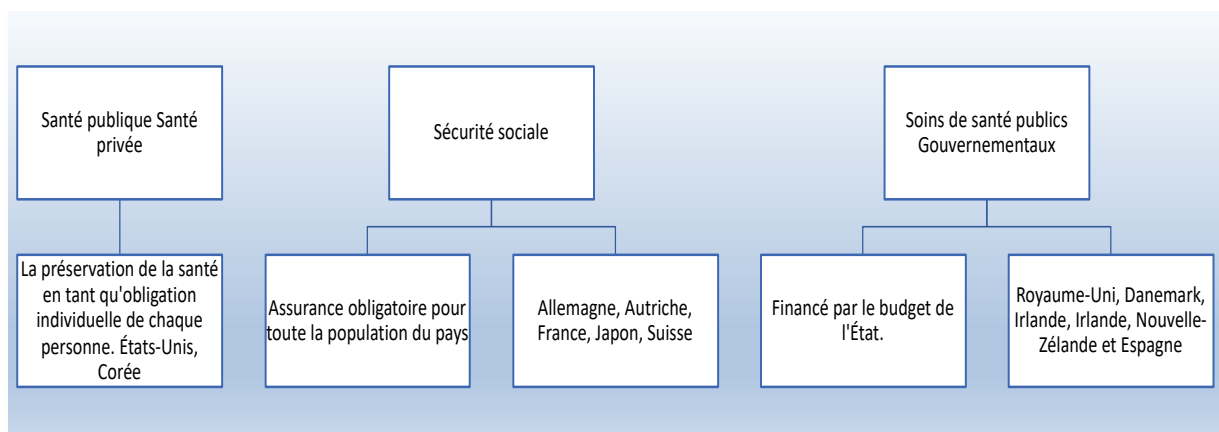 Santé publique Santé
privée
Sécurité sociale
Soins de santé publics
Gouvernementaux
La préservation de la santé
en tant qu'obligation
individuelle de chaque
personne. États-Unis,
Corée
Assurance obligatoire pour
toute la population du pays
Allemagne, Autriche,
France, Japon, Suisse
Financé par le budget de
l'État.
Royaume-Uni, Danemark,
Irlande, Irlande, Nouvelle-
Zélande et Espagne